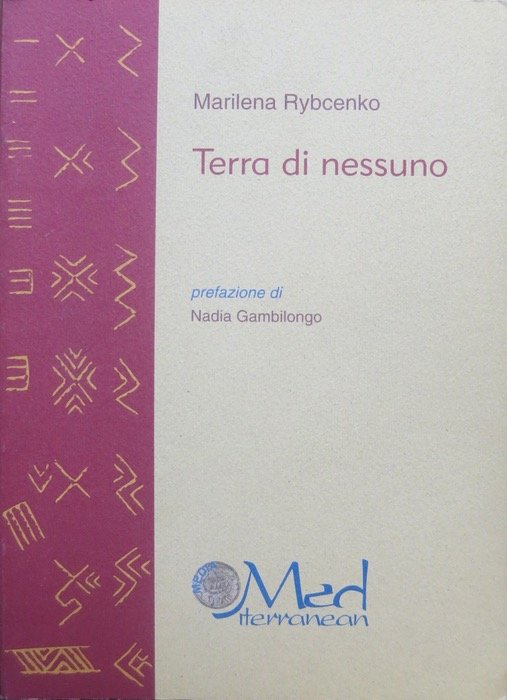 Marilena Rybcenko
Terra di nessuno
prefazione di
Nadia Gambilongo
Med
iterranean